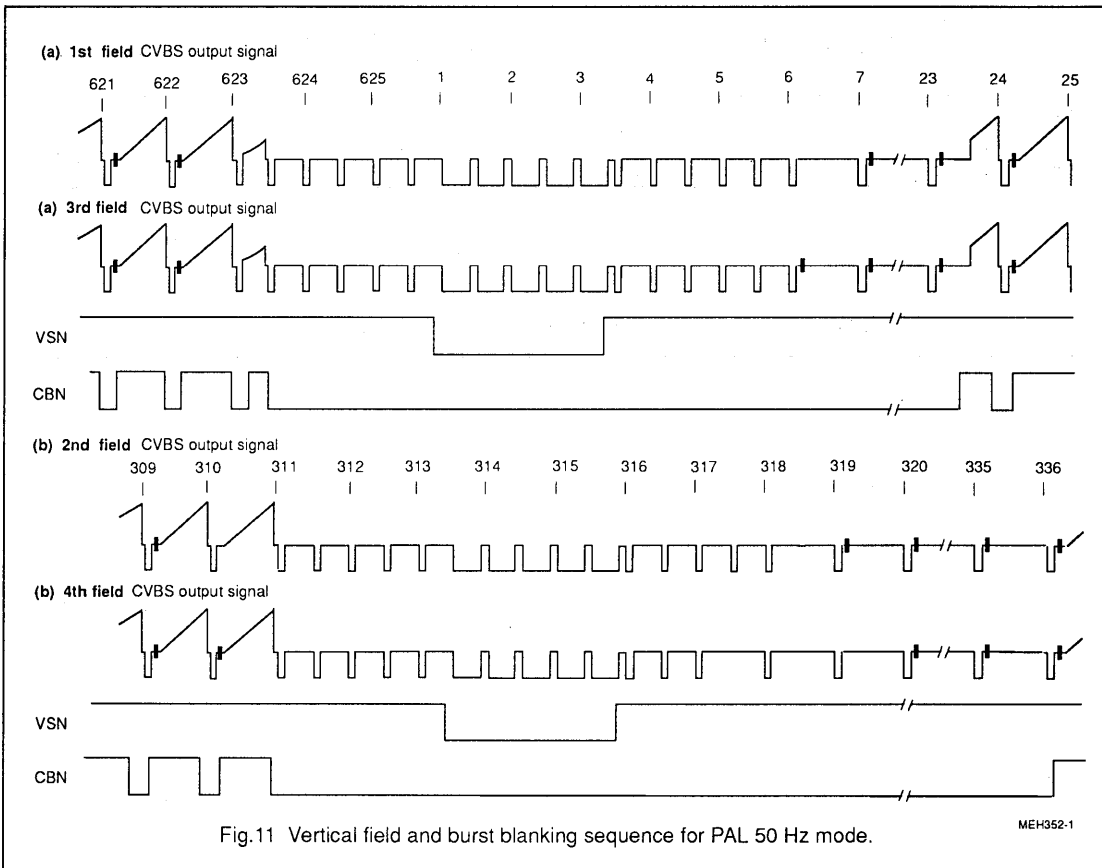 (a) 1st field CVBS output signal
621 622 623 624 625 1 2 3 4 5 6 7 23 24 25
(a) 3rd field CVBS output signal
VSN
CBN
(b) 2nd field CVBS output signal
309 310 311 312 313 314 315 316 317 318 319 320 335 336
(b) 4th field CVBS output signal
VSN
CBN
Fig.11 Vertical field and burst blanking sequence for PAL 50 Hz mode.
MEH352-1